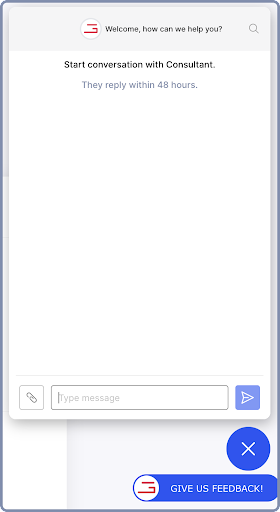 Welcome, how can we help you?
Start conversation with Consultant.
They reply within 48 hours.
Type message
GIVE US FEEDBACK!